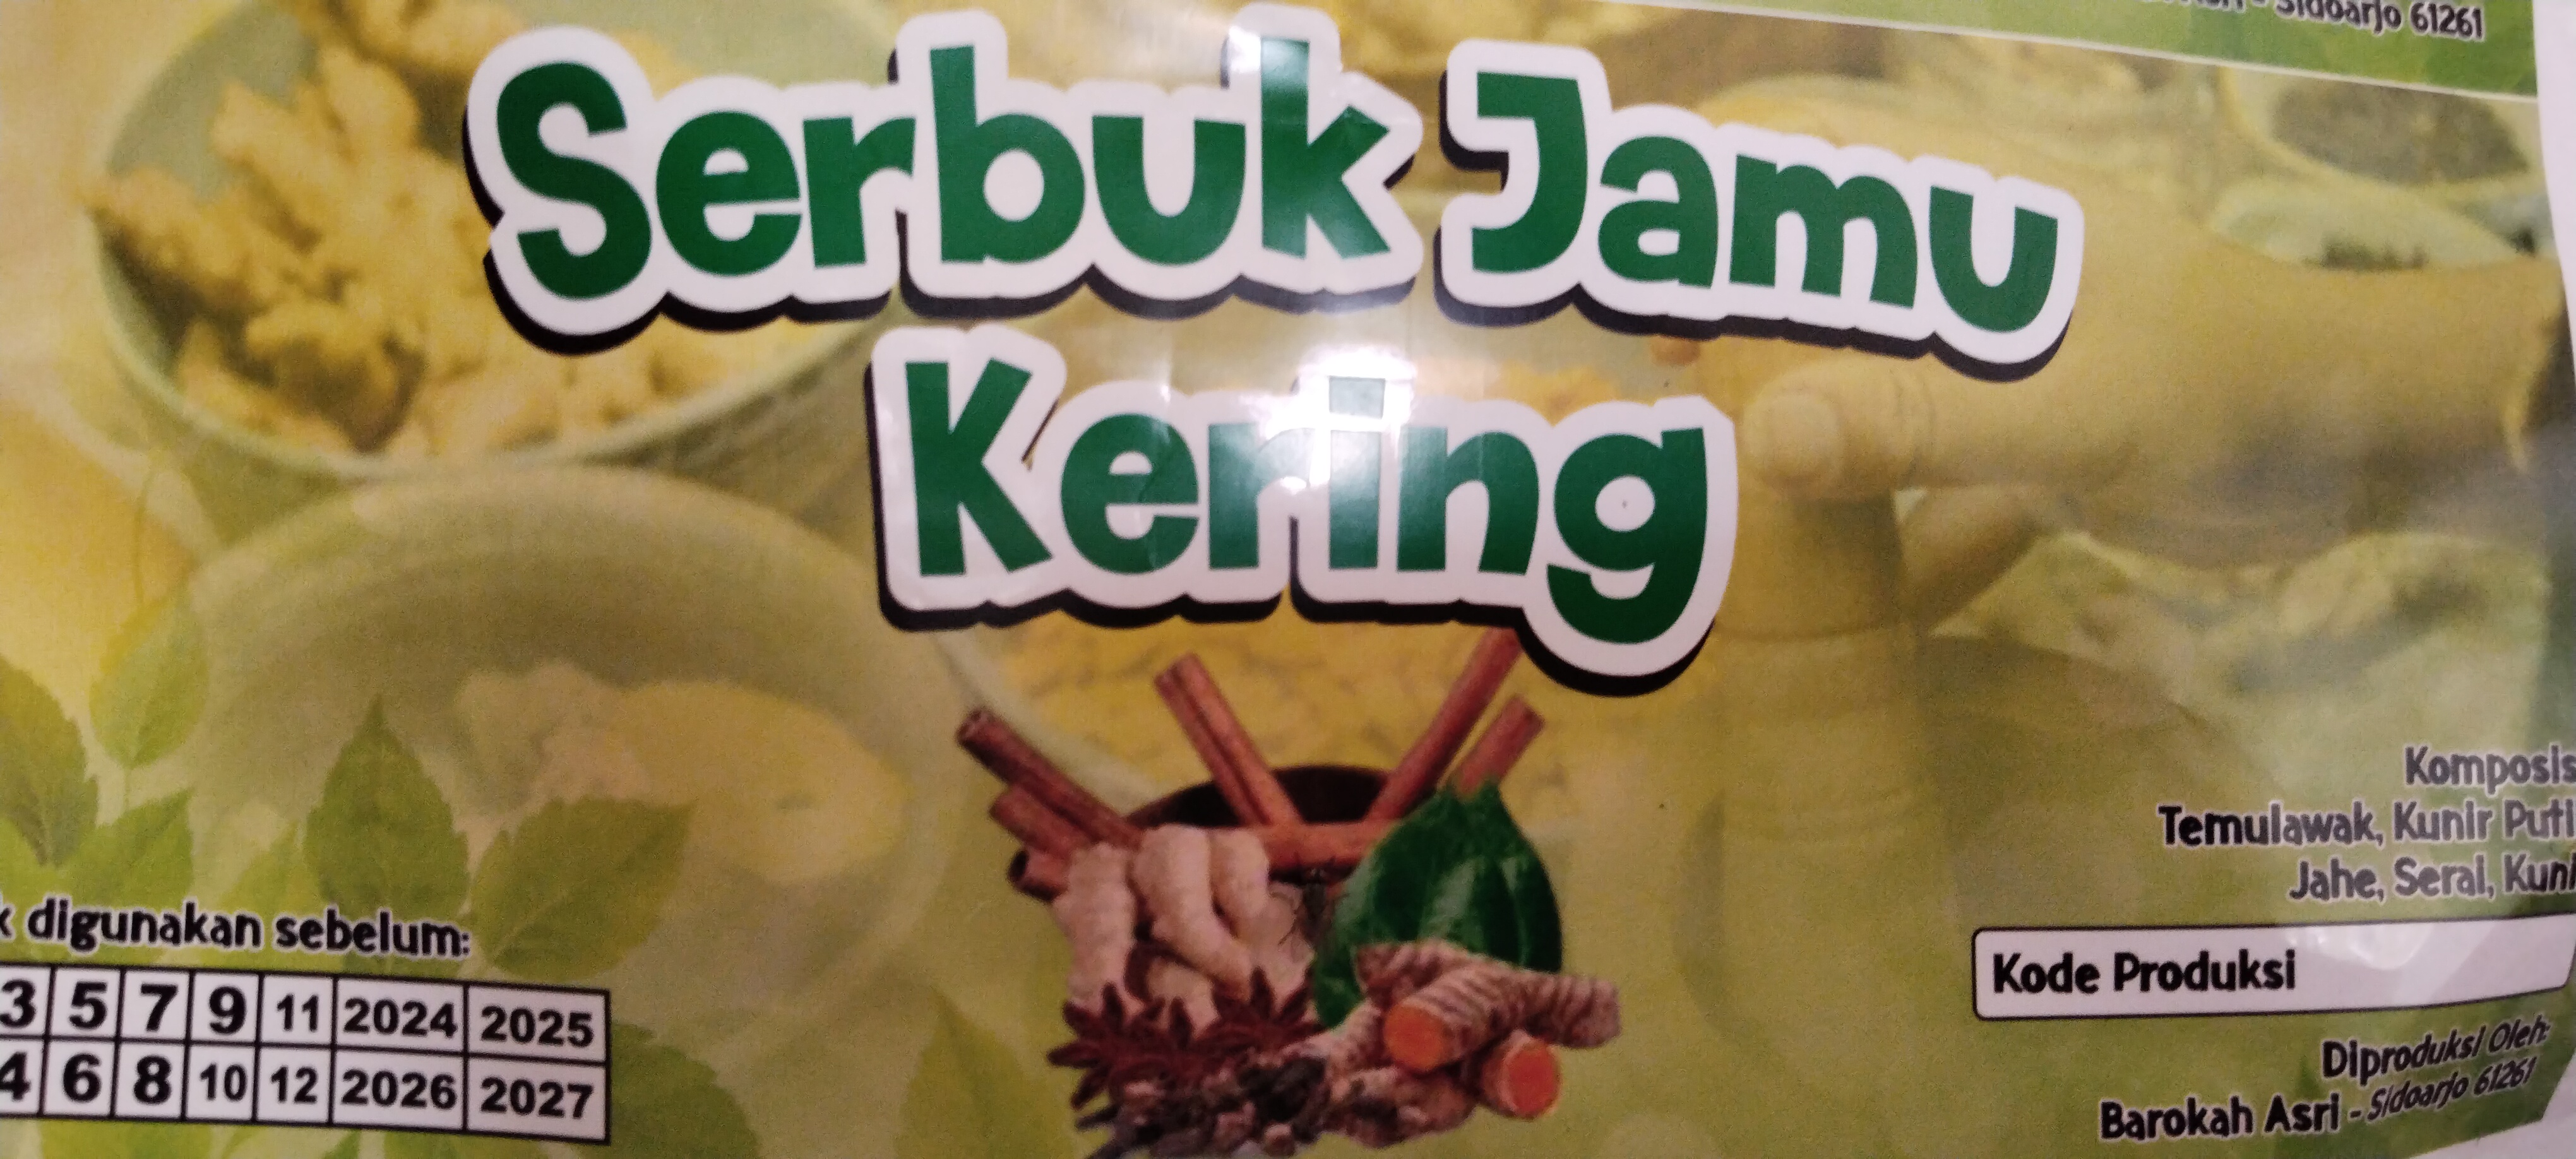 Sidoarjo 61261
Serbuk Jamu
Kering
Komposis
Temulawak, Kunir Puti
Jahe, Serai, Kuni
k digunakan sebelum:
3 5 7 9 11 2024 2025
4 6 8 10 12 2026 2027
Kode Produksi
Diproduksi Oleh:
Barokah Asri - Sidoarjo 61261